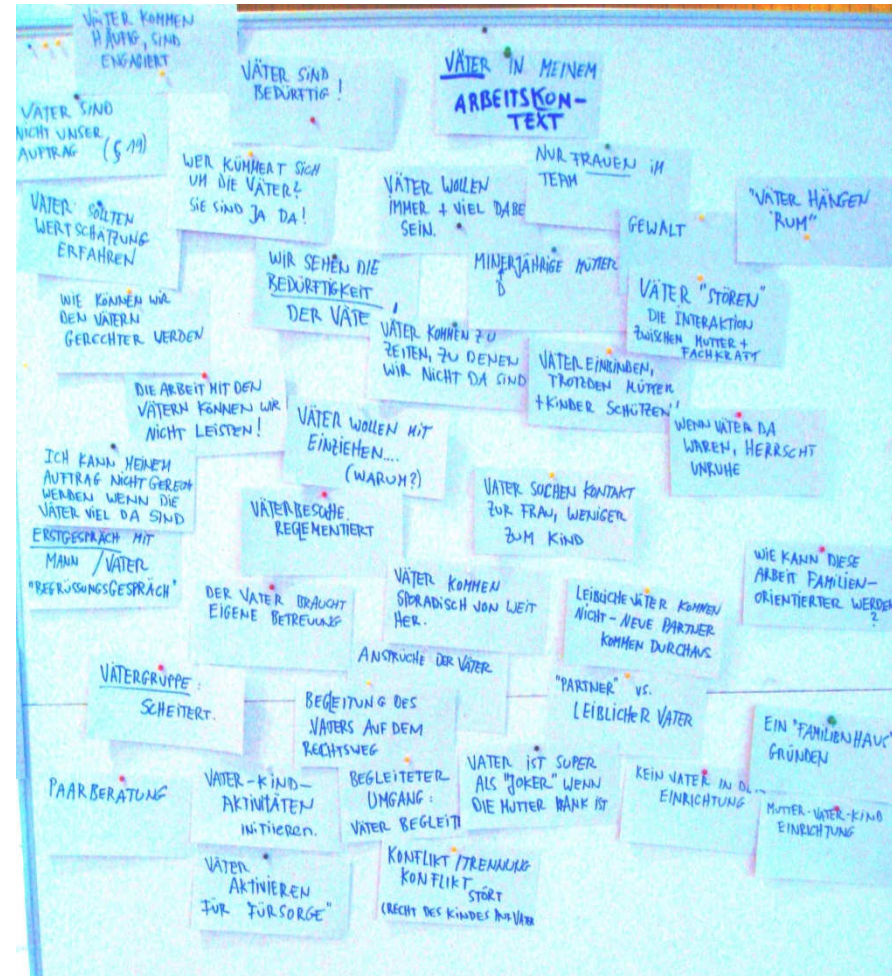 VÄTER KOMMEN
HÄUFIG, SIND
ENGAGIERT
VÄTER SIND
BEDÜRFTIG !
VÄTER IN MEINEM
ARBEITSKON-
TEXT
VÄTER SIND
NICHT UNSER
AUFTRAG (§ 19)
WER KÜMMERT SICH
UM DIE VÄTER?
SIE SIND JA DA!
VÄTER WOLLEN
IMMER + VIEL DABE
SEIN.
NUR FRAUEN IM
TEAM
"VÄTER HÄNGEN
RUM"
VÄTER SOLLTEN
WERTSCHÄTZUNG
ERFAHREN
GEWALT
WIR SEHEN DIE
BEDÜRFTIGKEIT
DER VÄTE !
MINERJÄHRIGE MÜTTER
D
VÄTER "STÖREN"
DIE INTERAKTION
ZWISCHEN MUTTER +
FACHKRAFT
WIE KÖNNEN WIR
DEN VÄTERN
GERECHTER WERDEN
VÄTER KOMMEN ZU
ZEITEN, ZU DENEN
WIR NICHT DA SIND
VÄTER EINBINDEN,
TROTZDEM MÜTTER
+KINDER SCHÜTZEN"
DIE ARBEIT MIT DEN
VÄTERN KÖNNEN WIR
NICHT LEISTEN!
VÄTER WOLLEN MIT
EINZIEHEN....
(WARUM?)
WENN VÄTER DA
WAREN, HERRSCHT
UNRUHE
ICH KANN MEINEM
AUFTRAG NICHT GERECH
WERDEN WENN DIE
VÄTER VIEL DA SIND
VÄTERBESUCHE
REGLEMENTIERT
VÄTER SUCHEN KONTAKT
ZUR FRAU, WENIGER
ZUM KIND
ERSTGESPRÄCH MIT
MANN / VATER
"BEGRÜSSUNGSGESPRÄCH"
WIE KANN DIESE
ARBEIT FAMILIEN-
ORIENTIERTER WERDEN
?
DER VATER BRAUCHT
EIGENE BETREUUNG
VÄTER KOMMEN
SPORADISCH VON WEIT
HER.
LEIBLICHE VÄTER KOMMEN
NICHT - NEUE PARTNER
KOMMEN DURCHAUS
ANSPRÜCHE DER VÄTER
VÄTERGRUPPE :
SCHEITERT.
BEGLEITUNG DES
VATERS AUF DEM
RECHTSWEG
"PARTNER" VS.
LEIBLICHER VATER
EIN "FAMILIENHAUS"
GRÜNDEN
PAARBERATUNG
VATER-KIND-
AKTIVITÄTEN
INITIIEREN.
BEGLEITETER
UMGANG :
VÄTER BEGLEIT
VATER IST SUPER
ALS "JOKER" WENN
DIE MUTTER KRANK IST
KEIN VATER IN D
EINRICHTUNG
MUTTER-VATER-KIND
EINRICHTUNG
VÄTER
AKTIVIEREN
FÜR FÜRSORGE"
KONFLIKT / TRENNUNG
KONFLIKT
STÖRT
(RECHT DES KINDES AUF VATER